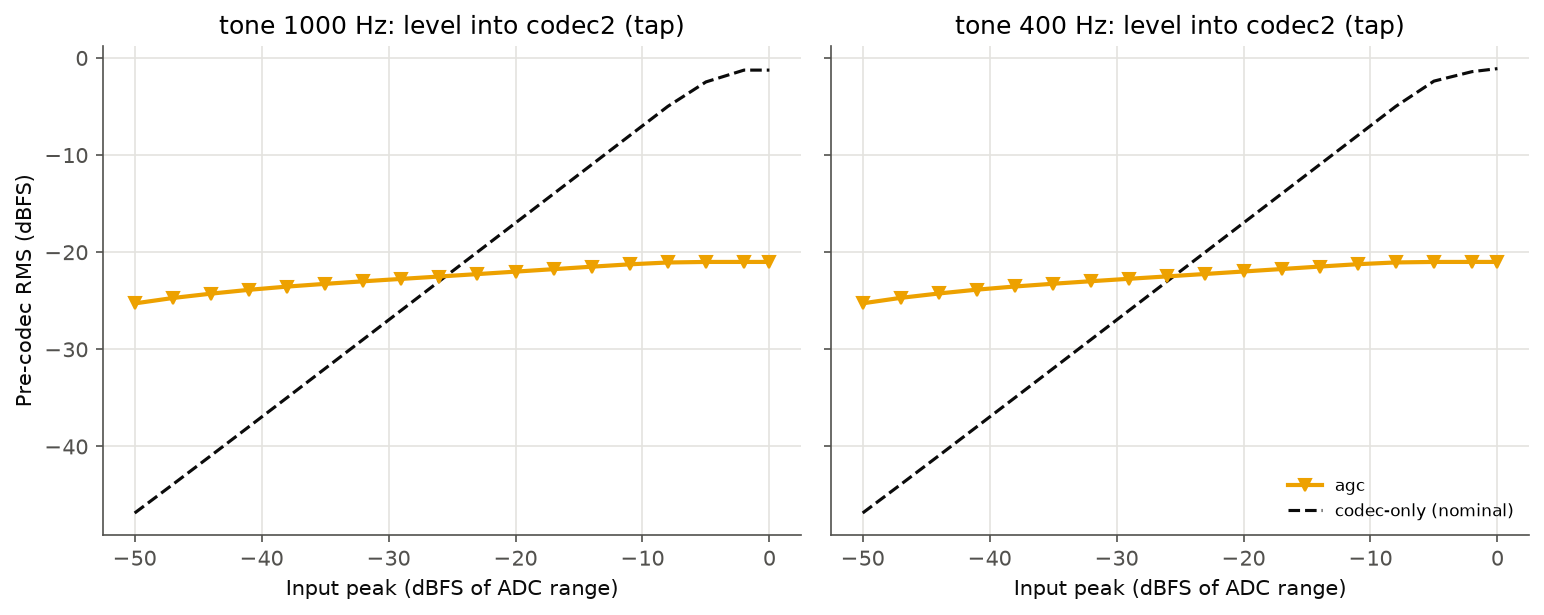 tone 1000 Hz: level into codec2 (tap)
tone 400 Hz: level into codec2 (tap)
Pre-codec RMS (dBFS)
0
−10
−20
−30
−40
−50
−40
−30
−20
−10
0
−50
−40
−30
−20
−10
0
agc
codec-only (nominal)
Input peak (dBFS of ADC range)
Input peak (dBFS of ADC range)